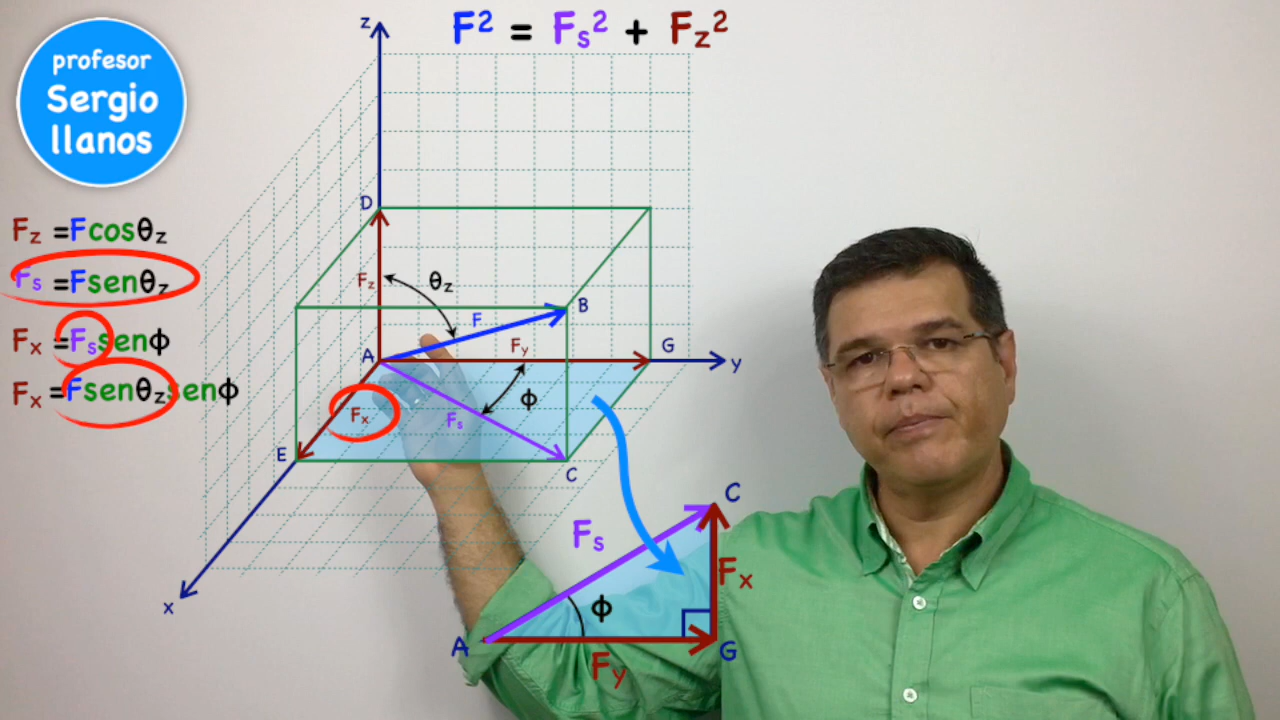 profesor
Sergio
llanos
F² = Fs² + Fz²
Fz =Fcosθz
Fs =Fsenθz
Fx =Fssenϕ
Fx =Fsenθzsenϕ
z
D
Fz
θz
B
F
A
Fy
G
y
ϕ
Fx
Fs
E
C
x
C
Fs
Fx
ϕ
A
Fy
G